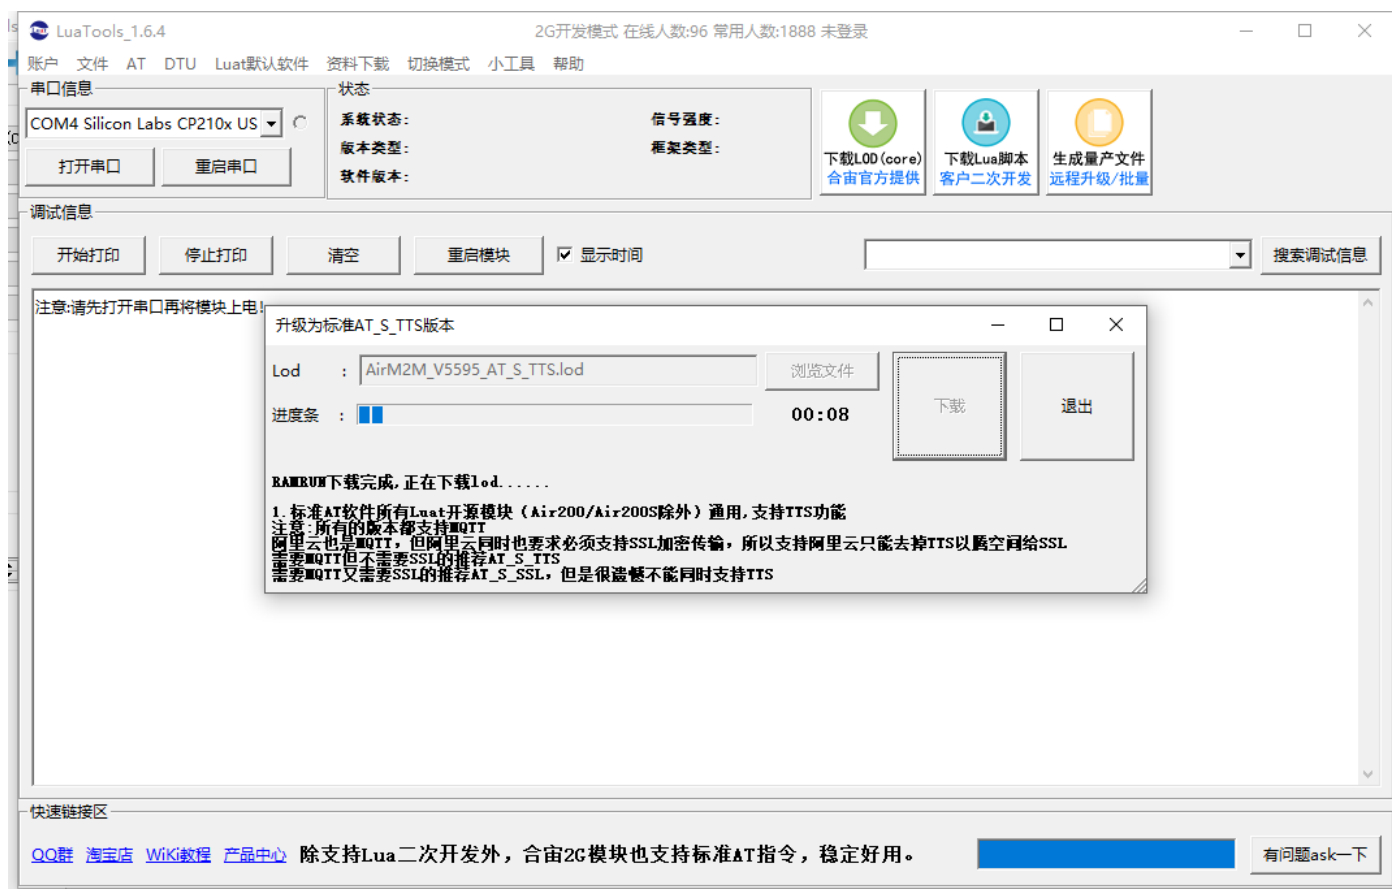 LuaTools_1.6.4
2G开发模式 在线人数:96 常用人数:1888 未登录
账户 文件 AT DTU Luat默认软件 资料下载 切换模式 小工具 帮助
串口信息
COM4 Silicon Labs CP210x US
打开串口 重启串口
状态
系统状态: 信号强度:
版本类型: 框架类型:
软件版本:
下载LOD(core)
合宙官方提供
下载Lua脚本
客户二次开发
生成量产文件
远程升级/批量
调试信息
开始打印 停止打印 清空 重启模块 显示时间 搜索调试信息
注意:请先打开串口再将模块上电!
升级为标准AT_S_TTS版本
Lod : AirM2M_V5595_AT_S_TTS.lod 浏览文件
下载 退出
进度条 : 00:08
RAMRUN下载完成,正在下载lod......
1.标准AT软件所有Luat开源模块（Air200/Air200S除外）通用,支持TTS功能
注意:所有的版本都支持MQTT
阿里云也是MQTT，但阿里云同时也要求必须支持SSL加密传输，所以支持阿里云只能去掉TTS以腾空间给SSL
需要MQTT但不需要SSL的推荐AT_S_TTS
需要MQTT又需要SSL的推荐AT_S_SSL，但是很遗憾不能同时支持TTS
快速链接区
QQ群 淘宝店 WiKi教程 产品中心 除支持Lua二次开发外，合宙2G模块也支持标准AT指令，稳定好用。 有问题ask一下